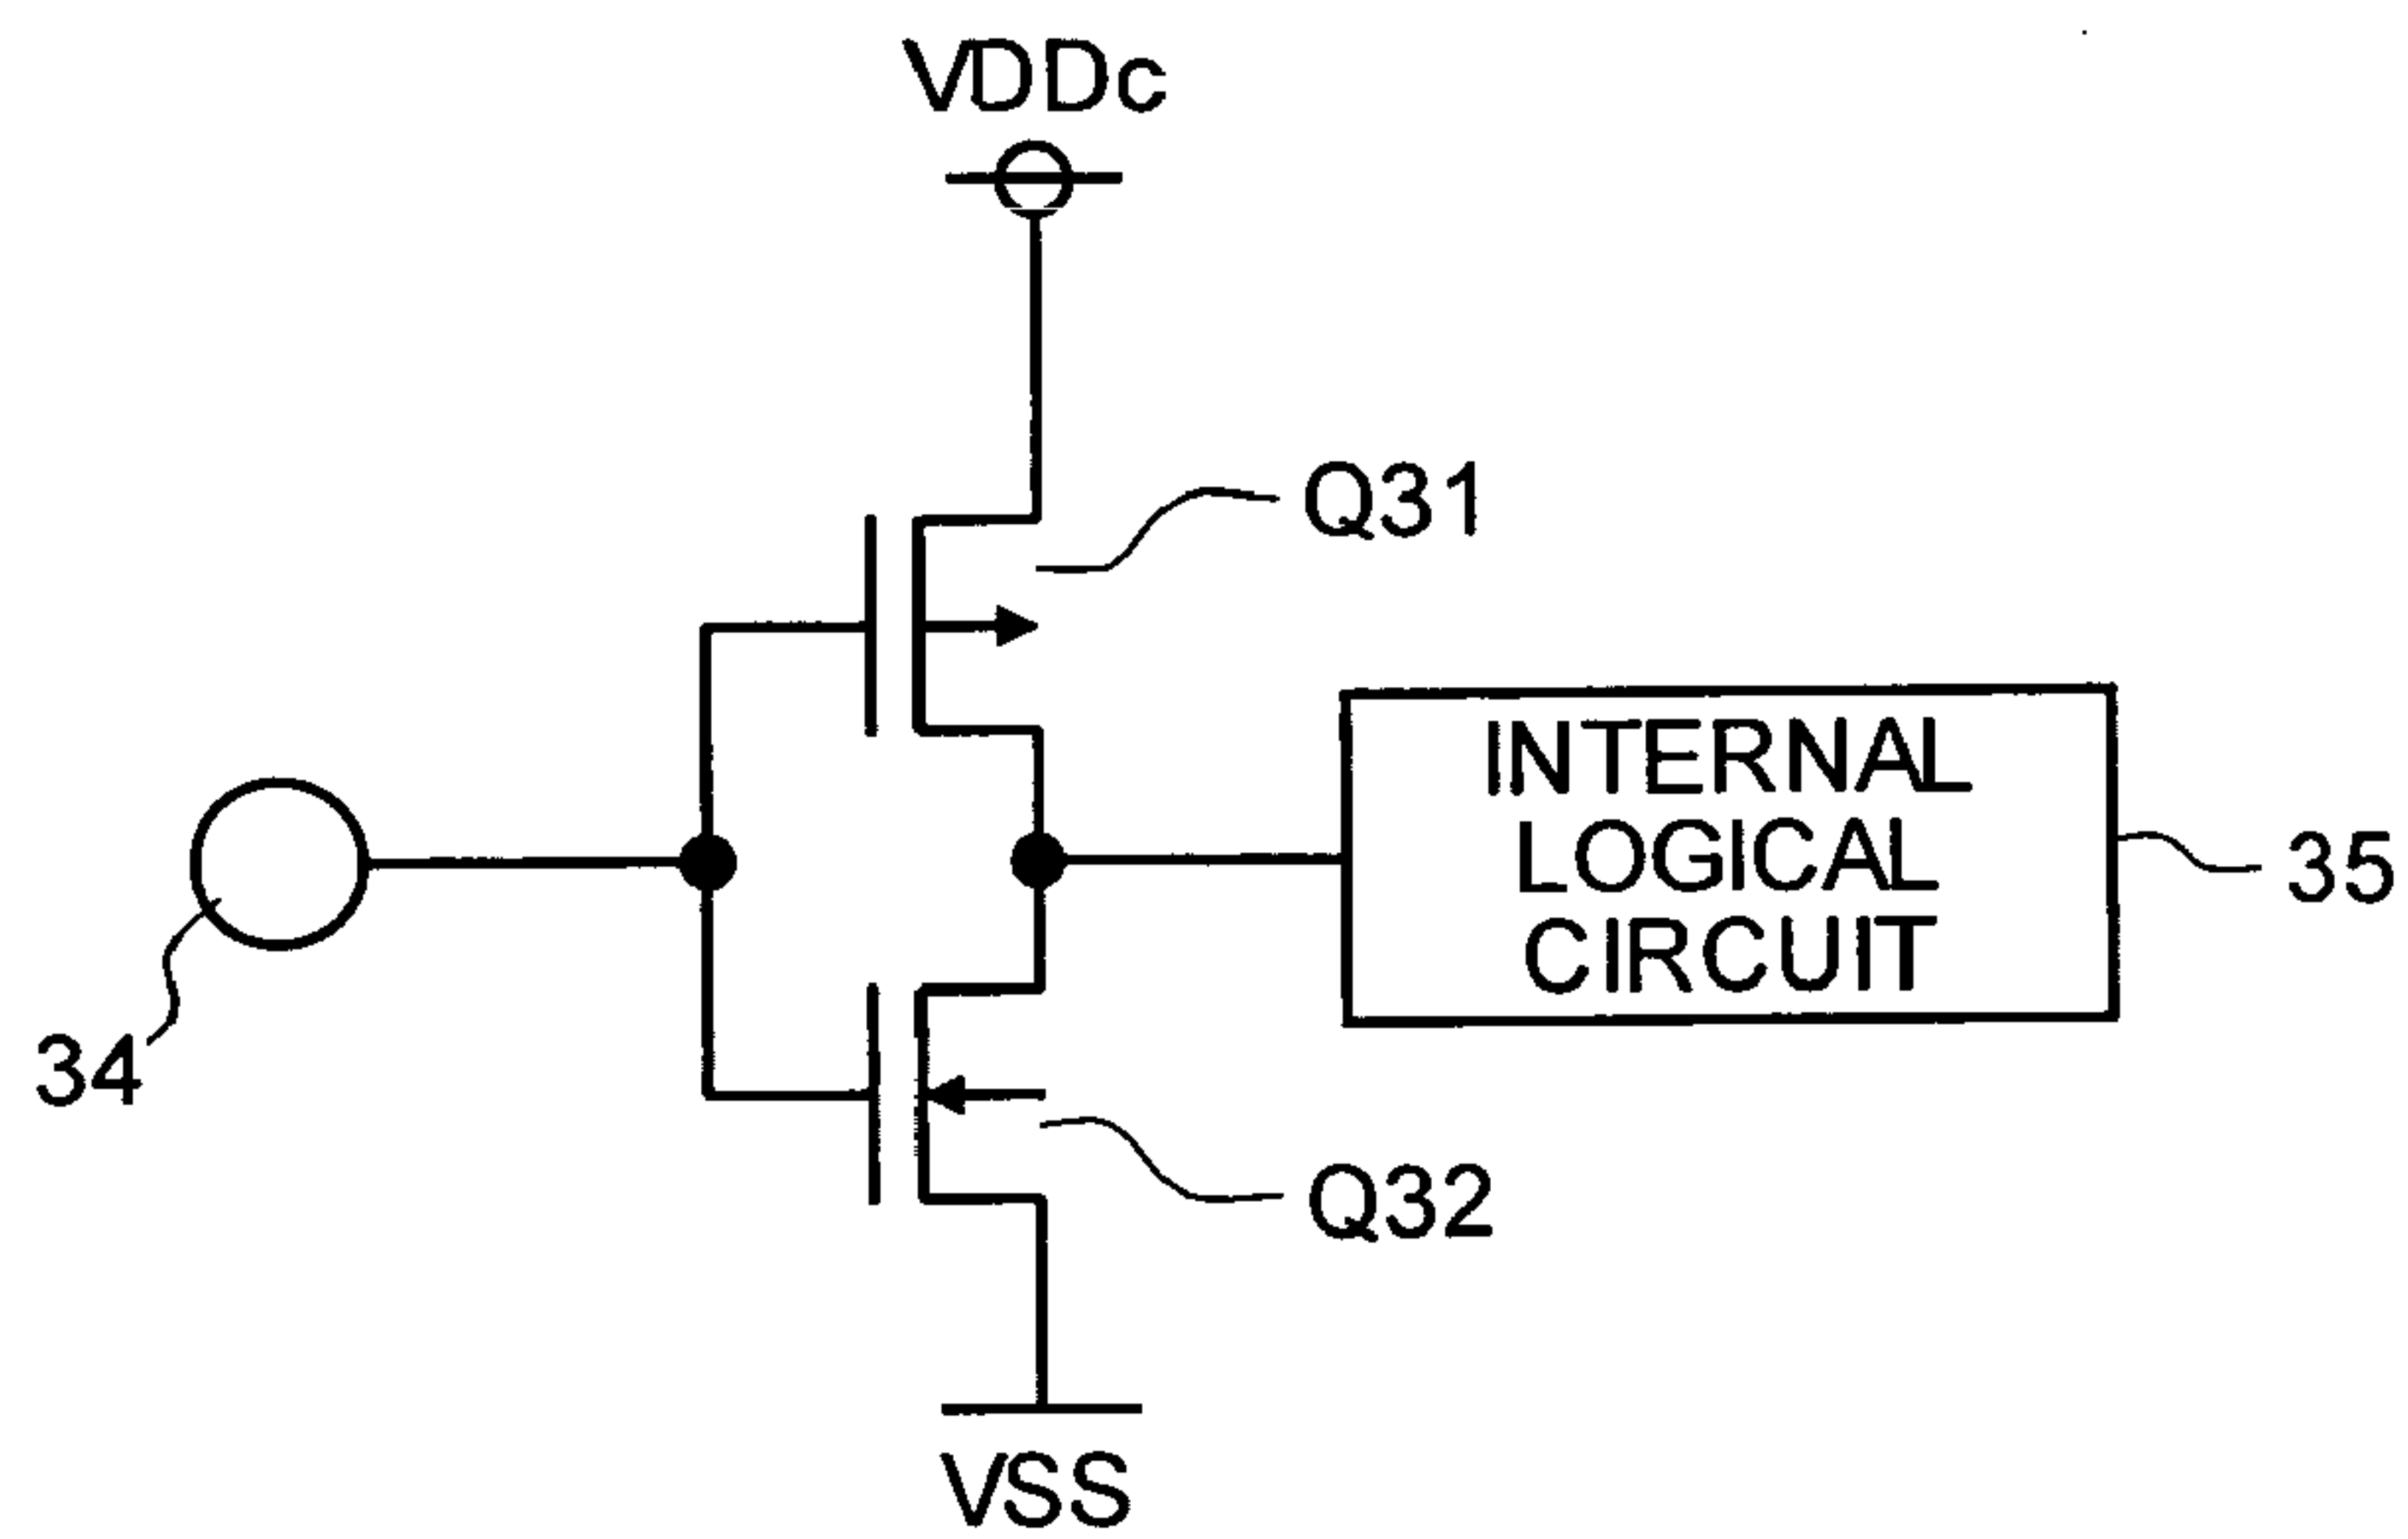 VDDc
Q31
INTERNAL
LOGICAL
CIRCUIT
35
34
Q32
VSS